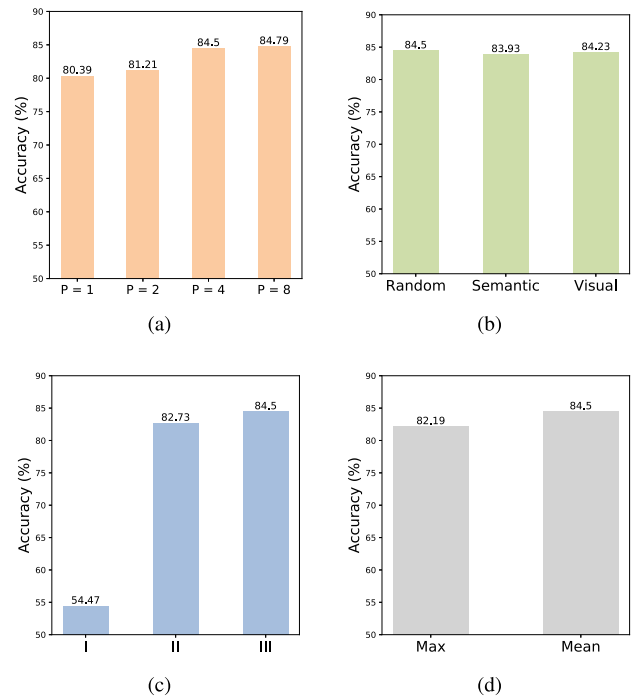 90
85
80
75
70
65
60
55
50
Accuracy (%)
80.39
81.21
84.5
84.79
P = 1
P = 2
P = 4
P = 8
(a)
90
85
80
75
70
65
60
55
50
Accuracy (%)
84.5
83.93
84.23
Random
Semantic
Visual
(b)
90
85
80
75
70
65
60
55
50
Accuracy (%)
54.47
82.73
84.5
I
II
III
(c)
90
85
80
75
70
65
60
55
50
Accuracy (%)
82.19
84.5
Max
Mean
(d)